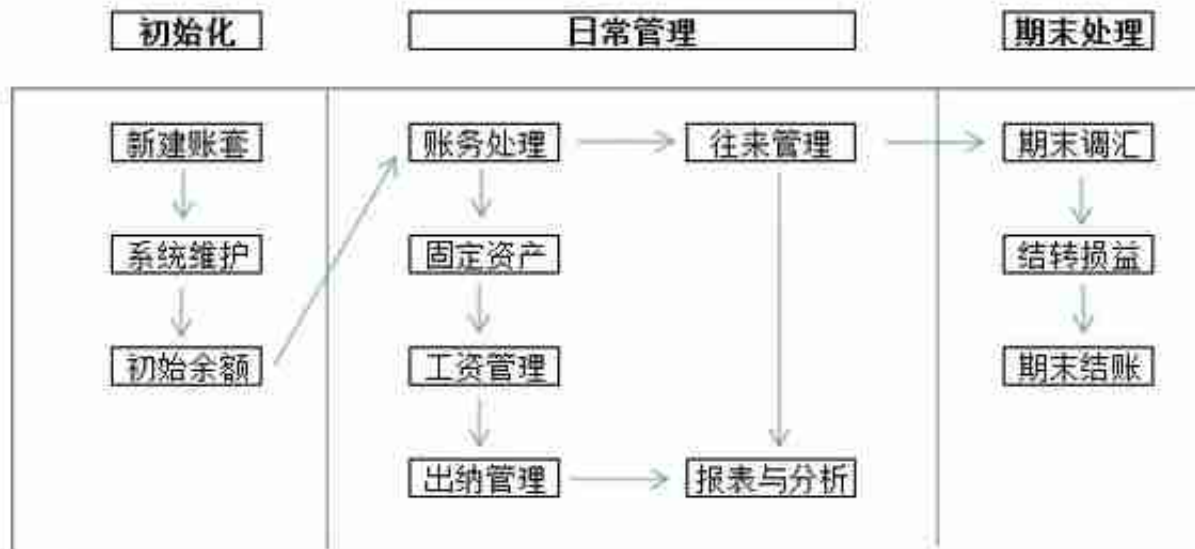 初始化
日常管理
期末处理
新建账套
账务处理
往来管理
期末调汇
系统维护
固定资产
结转损益
初始余额
工资管理
期末结账
出纳管理
报表与分析